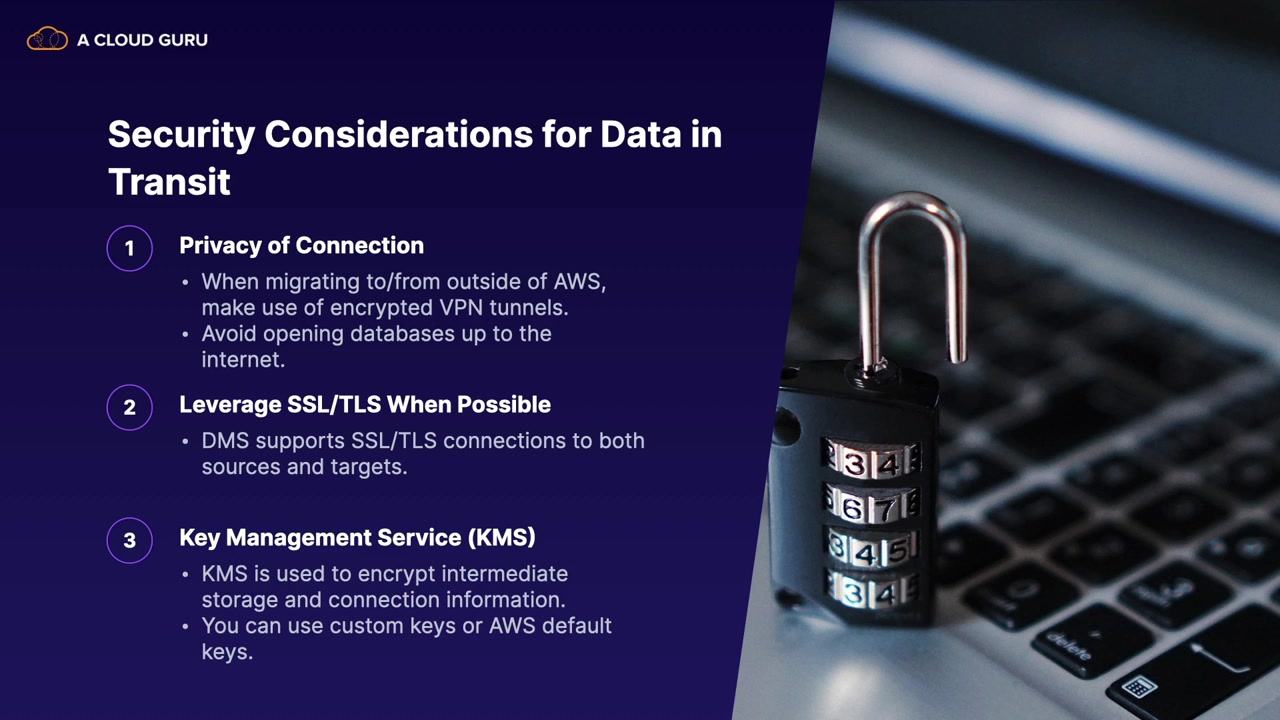 A CLOUD GURU
Security Considerations for Data in
Transit
1
Privacy of Connection
• When migrating to/from outside of AWS,
make use of encrypted VPN tunnels.
• Avoid opening databases up to the
internet.
2
Leverage SSL/TLS When Possible
• DMS supports SSL/TLS connections to both
sources and targets.
3
Key Management Service (KMS)
• KMS is used to encrypt intermediate
storage and connection information.
• You can use custom keys or AWS default
keys.
3 4
6 7
3 4 5
3 4
delete